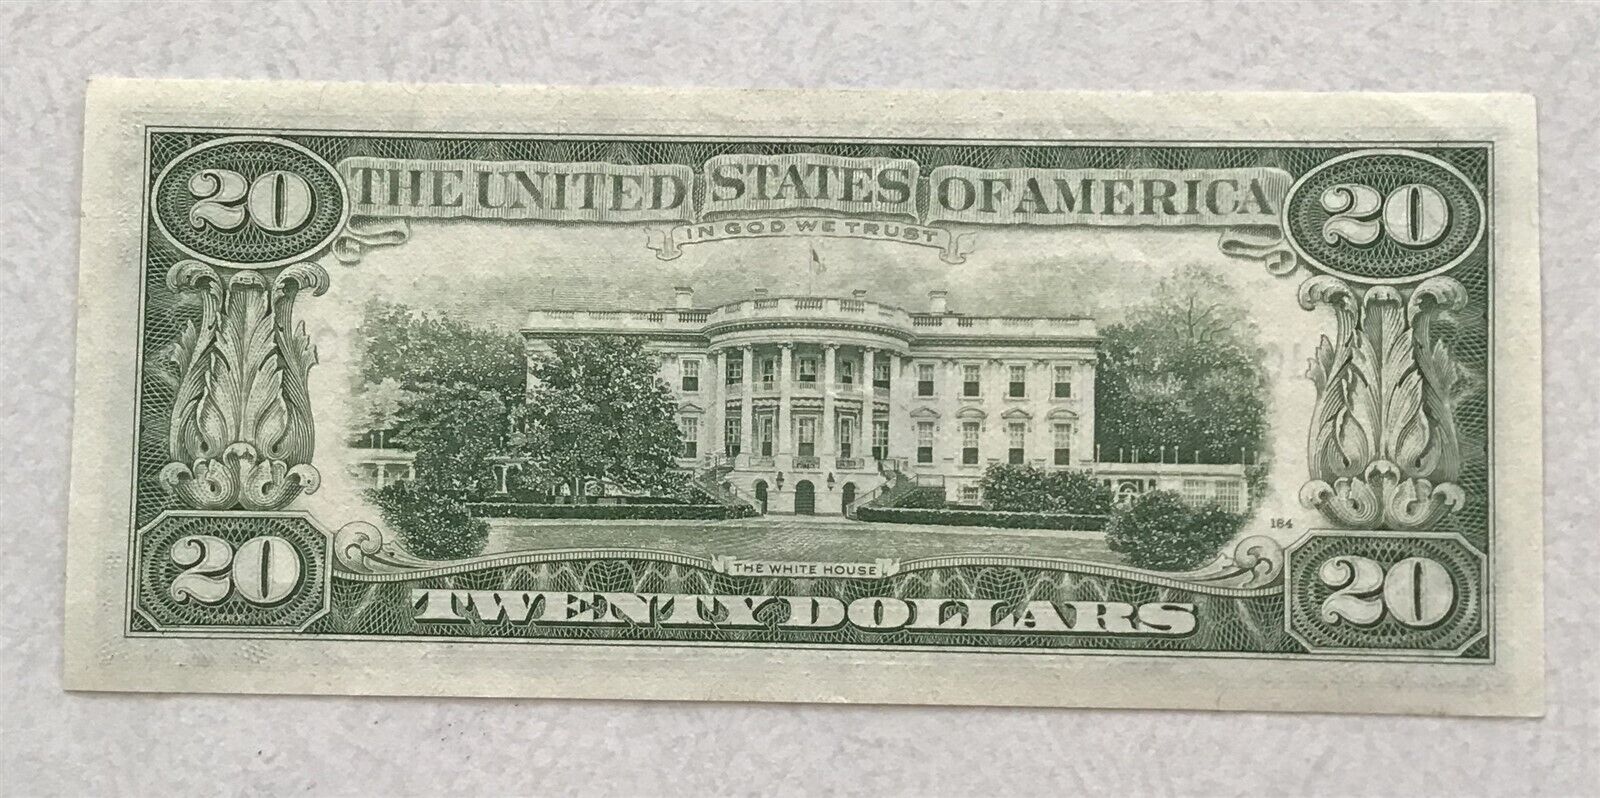 20 THE UNITED STATES OF AMERICA 20
IN GOD WE TRUST
184
THE WHITE HOUSE
20 TWENTY DOLLARS 20